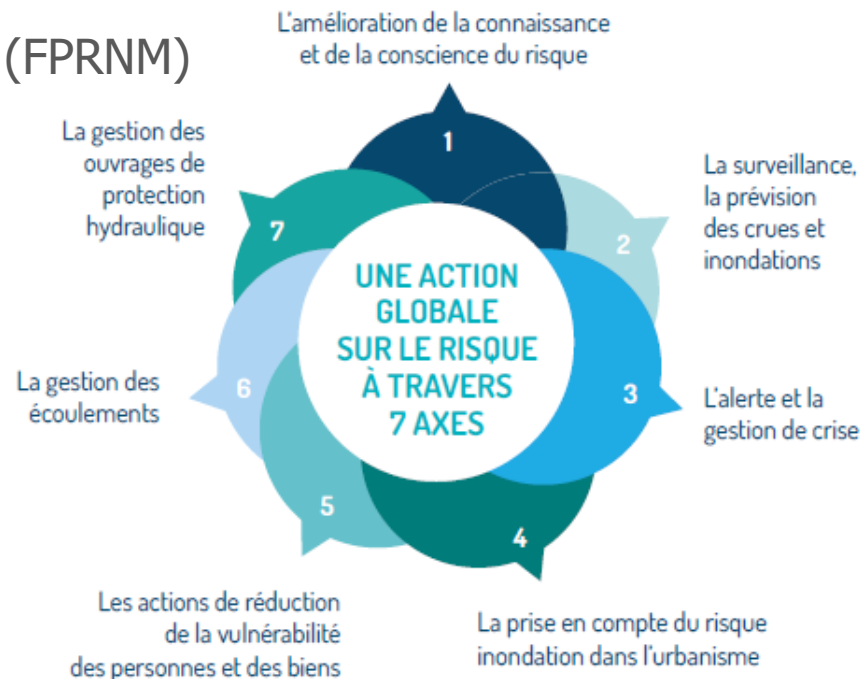 (FPRNM)
L'amélioration de la connaissance
et de la conscience du risque
1
La surveillance,
la prévision
des crues et
inondations
2
L'alerte et la
gestion de crise
3
La prise en compte du risque
inondation dans l'urbanisme
4
Les actions de réduction
de la vulnérabilité
des personnes et des biens
5
La gestion des
écoulements
6
La gestion des
ouvrages de
protection
hydraulique
7
UNE ACTION
GLOBALE
SUR LE RISQUE
À TRAVERS
7 AXES